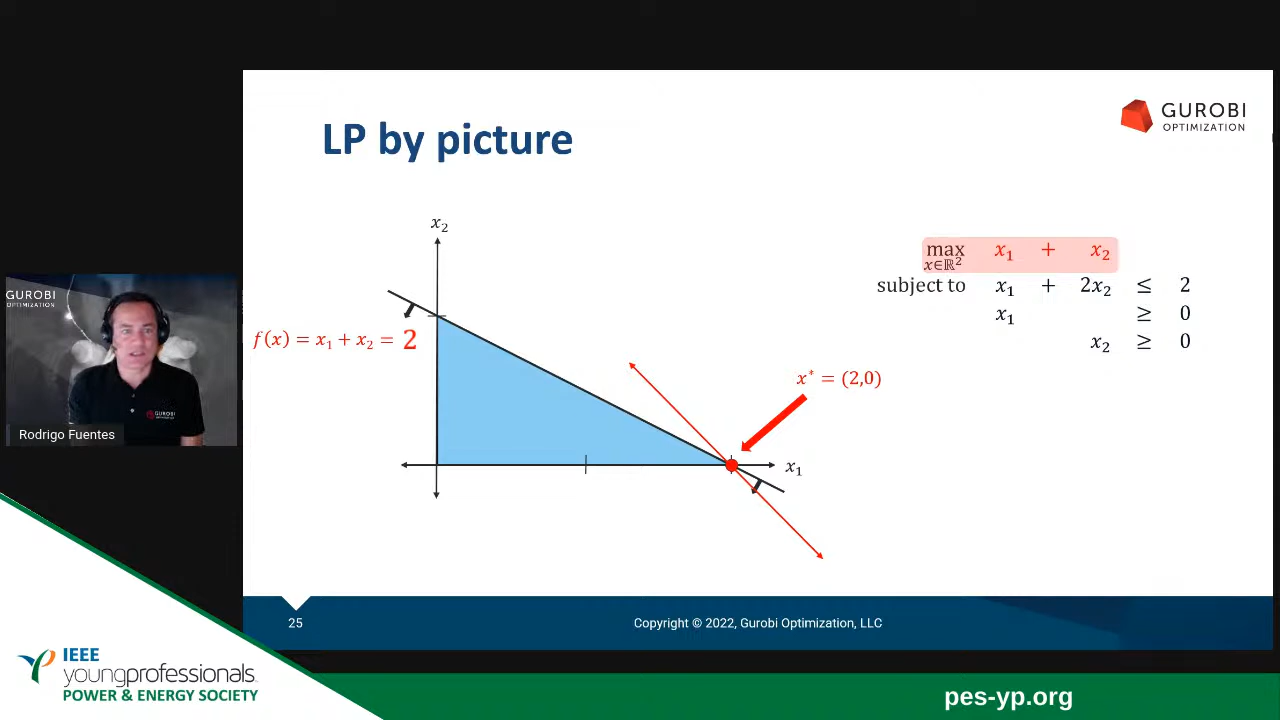 LP by picture
GUROBI
OPTIMIZATION
x₂
max x₁ + x₂
x∈ℝ²
subject to x₁ + 2x₂ ≤ 2
x₁ ≥ 0
x₂ ≥ 0
f(x) = x₁ + x₂ = 2
x* = (2,0)
x₁
GUROBI
OPTIMIZATION
GUROBI
Rodrigo Fuentes
25
Copyright © 2022, Gurobi Optimization, LLC
IEEE
youngprofessionals
POWER & ENERGY SOCIETY
pes-yp.org